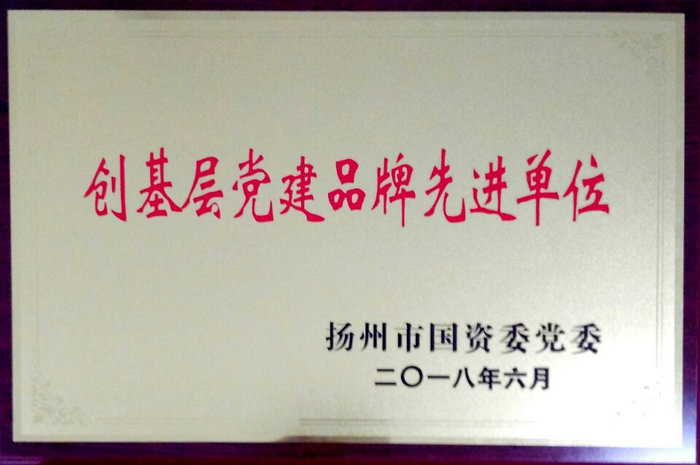 创基层党建品牌先进单位
扬州市国资委党委
二〇一八年六月